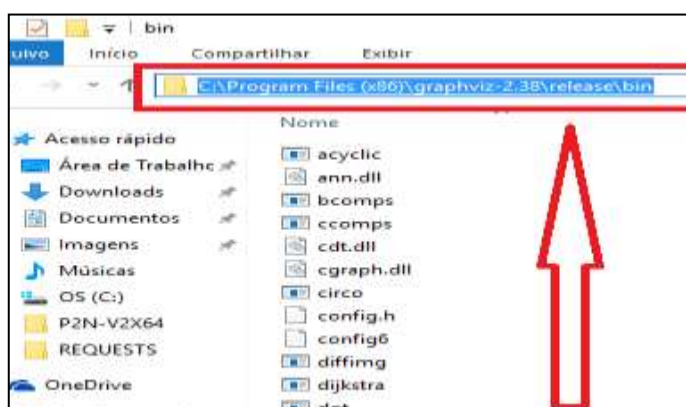 bin
uivo Início Compartilhar Exibir
C:\Program Files (x86)\graphviz-2.38\release\bin
Nome
Acesso rápido
Área de Trabalhc
Downloads
Documentos
Imagens
Músicas
OS (C:)
P2N-V2X64
REQUESTS
OneDrive
acyclic
ann.dll
bcomps
ccomps
cdt.dll
cgraph.dll
circo
config.h
config6
diffimg
dijkstra
dot